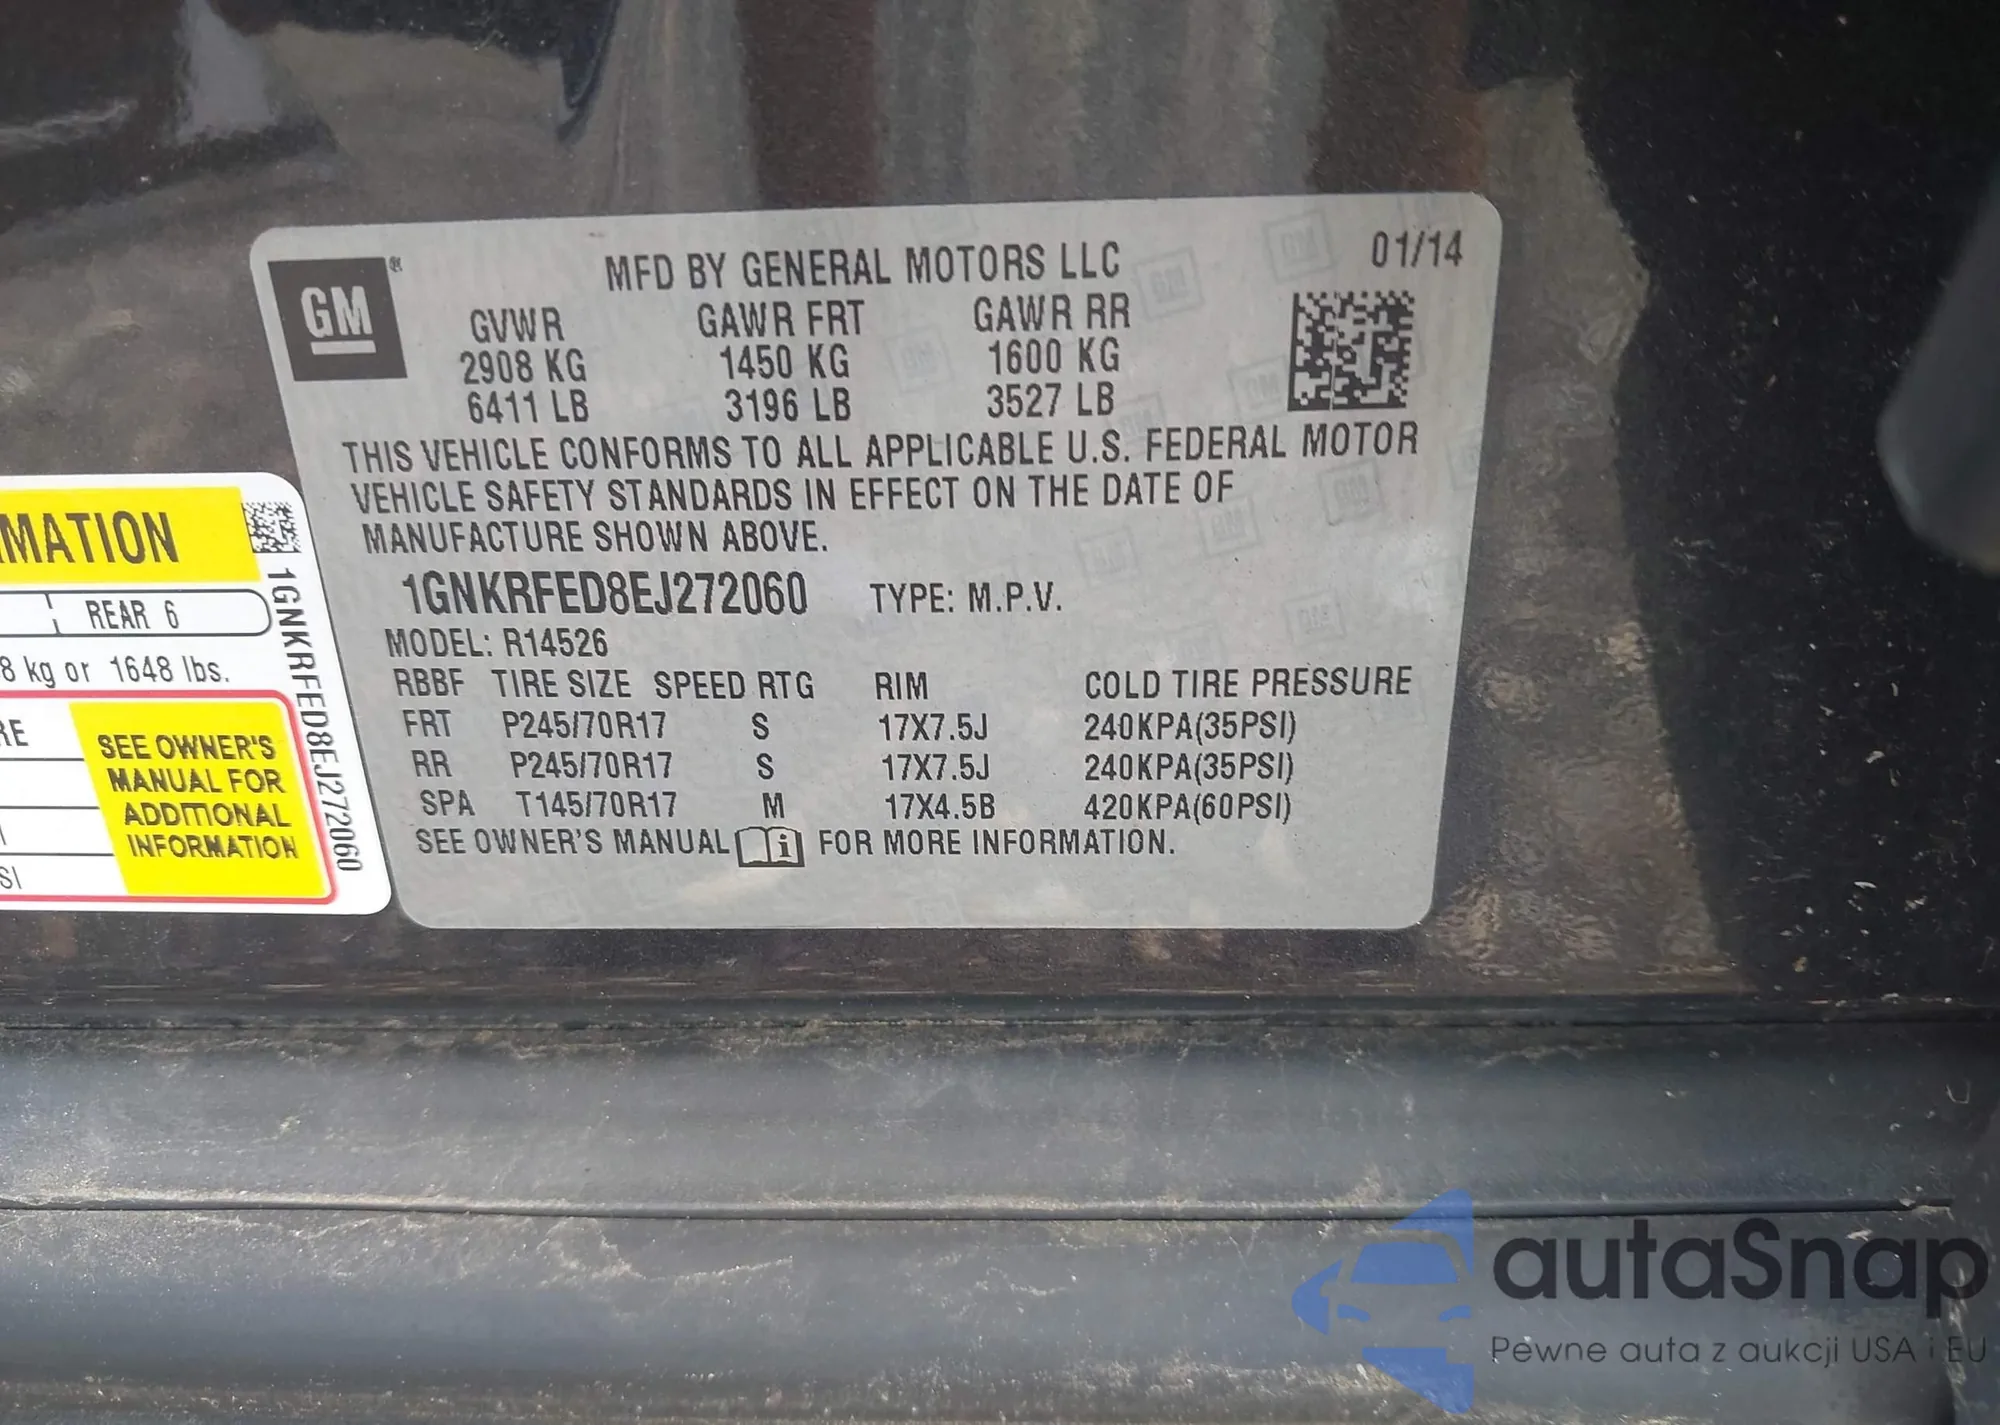 GM
®
MFD BY GENERAL MOTORS LLC
01/14
GVWR GAWR FRT GAWR RR
2908 KG 1450 KG 1600 KG
6411 LB 3196 LB 3527 LB
THIS VEHICLE CONFORMS TO ALL APPLICABLE U.S. FEDERAL MOTOR
VEHICLE SAFETY STANDARDS IN EFFECT ON THE DATE OF
MANUFACTURE SHOWN ABOVE.
1GNKRFED8EJ272060 TYPE: M.P.V.
MODEL: R14526
RBBF TIRE SIZE SPEED RTG RIM COLD TIRE PRESSURE
FRT P245/70R17 S 17X7.5J 240KPA(35PSI)
RR P245/70R17 S 17X7.5J 240KPA(35PSI)
SPA T145/70R17 M 17X4.5B 420KPA(60PSI)
SEE OWNER'S MANUAL i FOR MORE INFORMATION.
MATION
REAR 6
8 kg or 1648 lbs.
RE
SI
SEE OWNER'S
MANUAL FOR
ADDITIONAL
INFORMATION
1GNKRFED8EJ272060
autaSnap
Pewne auta z aukcji USA i EU